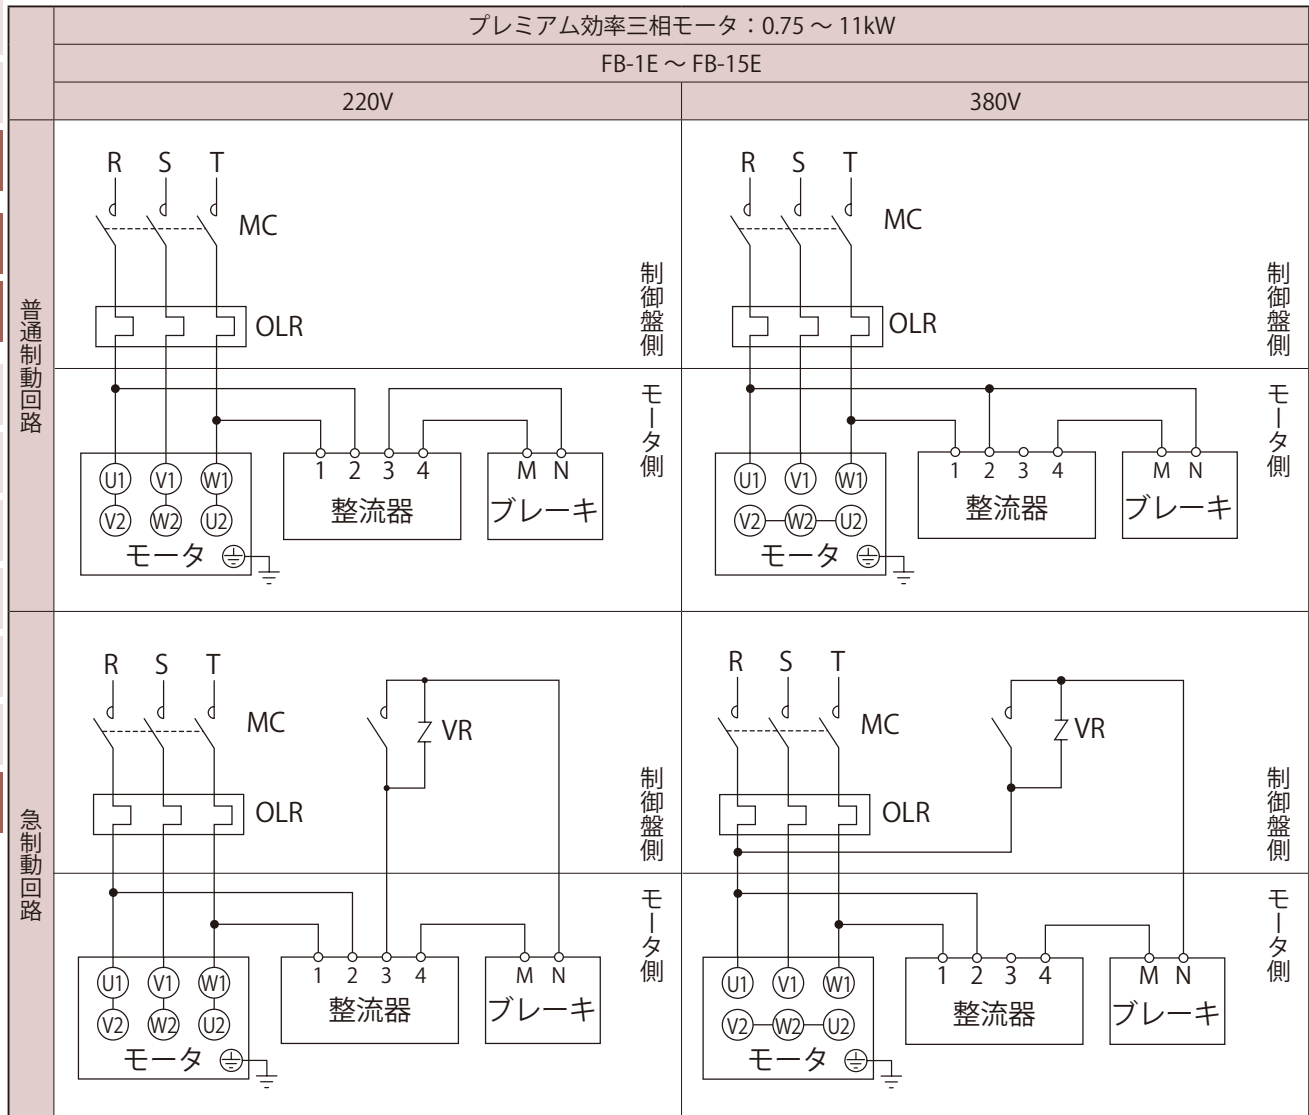 プレミアム効率三相モータ：0.75 ～ 11kW
FB-1E ～ FB-15E
220V
380V
普通制動回路
R S T
MC
OLR
制御盤側
モータ側
1 2 3 4
M N
U1 V1 W1
整流器
ブレーキ
V2 W2 U2
モータ
R S T
MC
OLR
制御盤側
モータ側
1 2 3 4
M N
U1 V1 W1
整流器
ブレーキ
V2 W2 U2
モータ
急制動回路
R S T
MC
VR
OLR
制御盤側
モータ側
1 2 3 4
M N
U1 V1 W1
整流器
ブレーキ
V2 W2 U2
モータ
R S T
MC
VR
OLR
制御盤側
モータ側
1 2 3 4
M N
U1 V1 W1
整流器
ブレーキ
V2 W2 U2
モータ